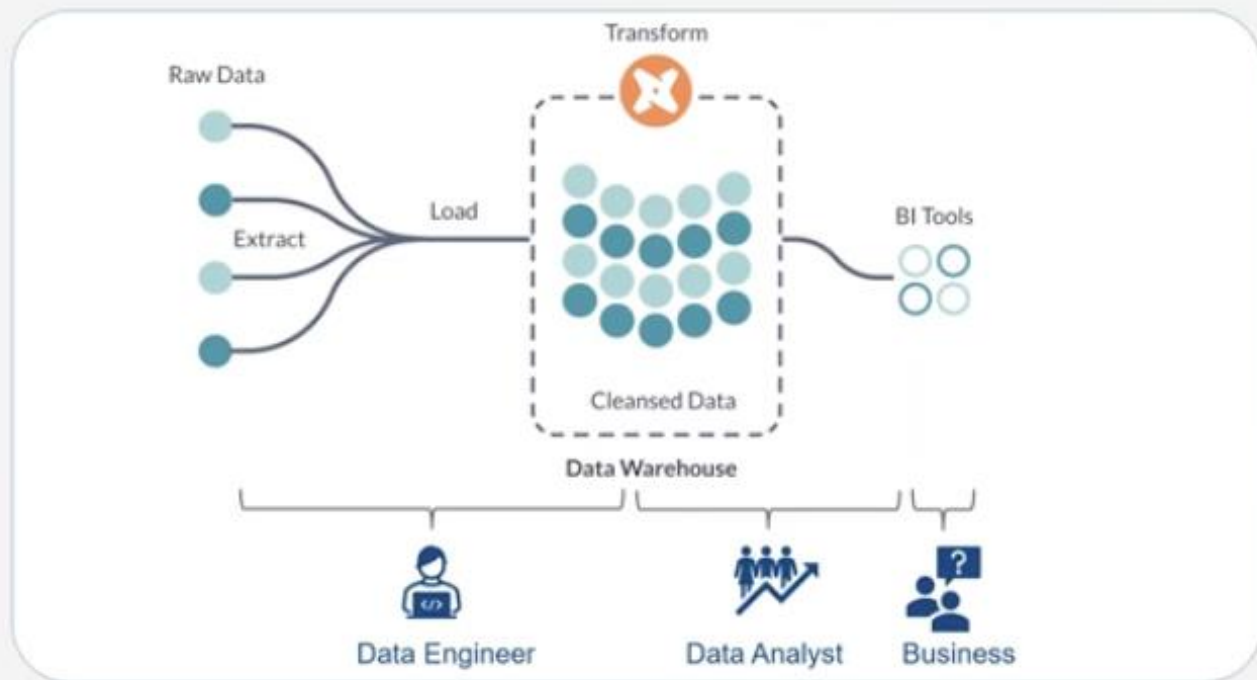 Transform
Raw Data
Load
Extract
BI Tools
Cleansed Data
Data Warehouse
?
</>
Data Engineer
Data Analyst
Business